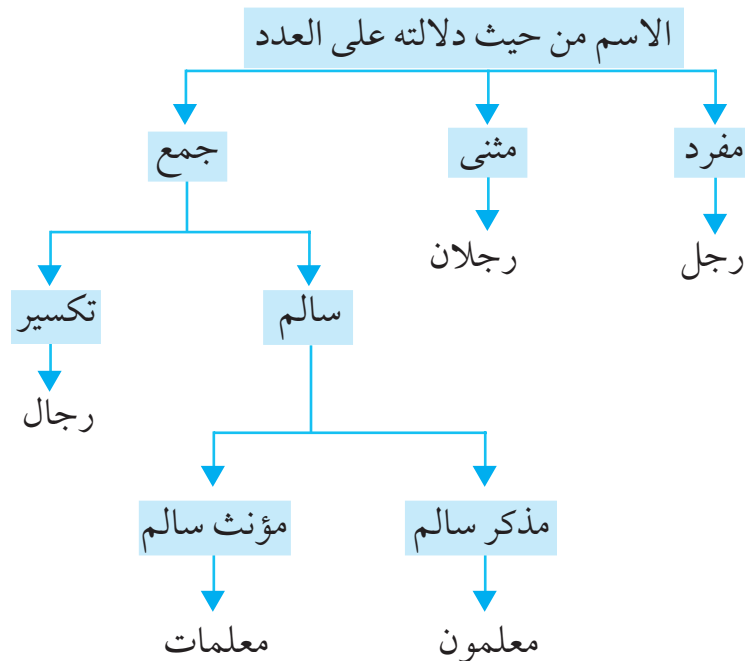 الاسم من حيث دلالته على العدد
مفرد مثنى جمع
رجل رجلان
سالم تكسير
رجال
مذكر سالم مؤنث سالم
معلمون معلمات